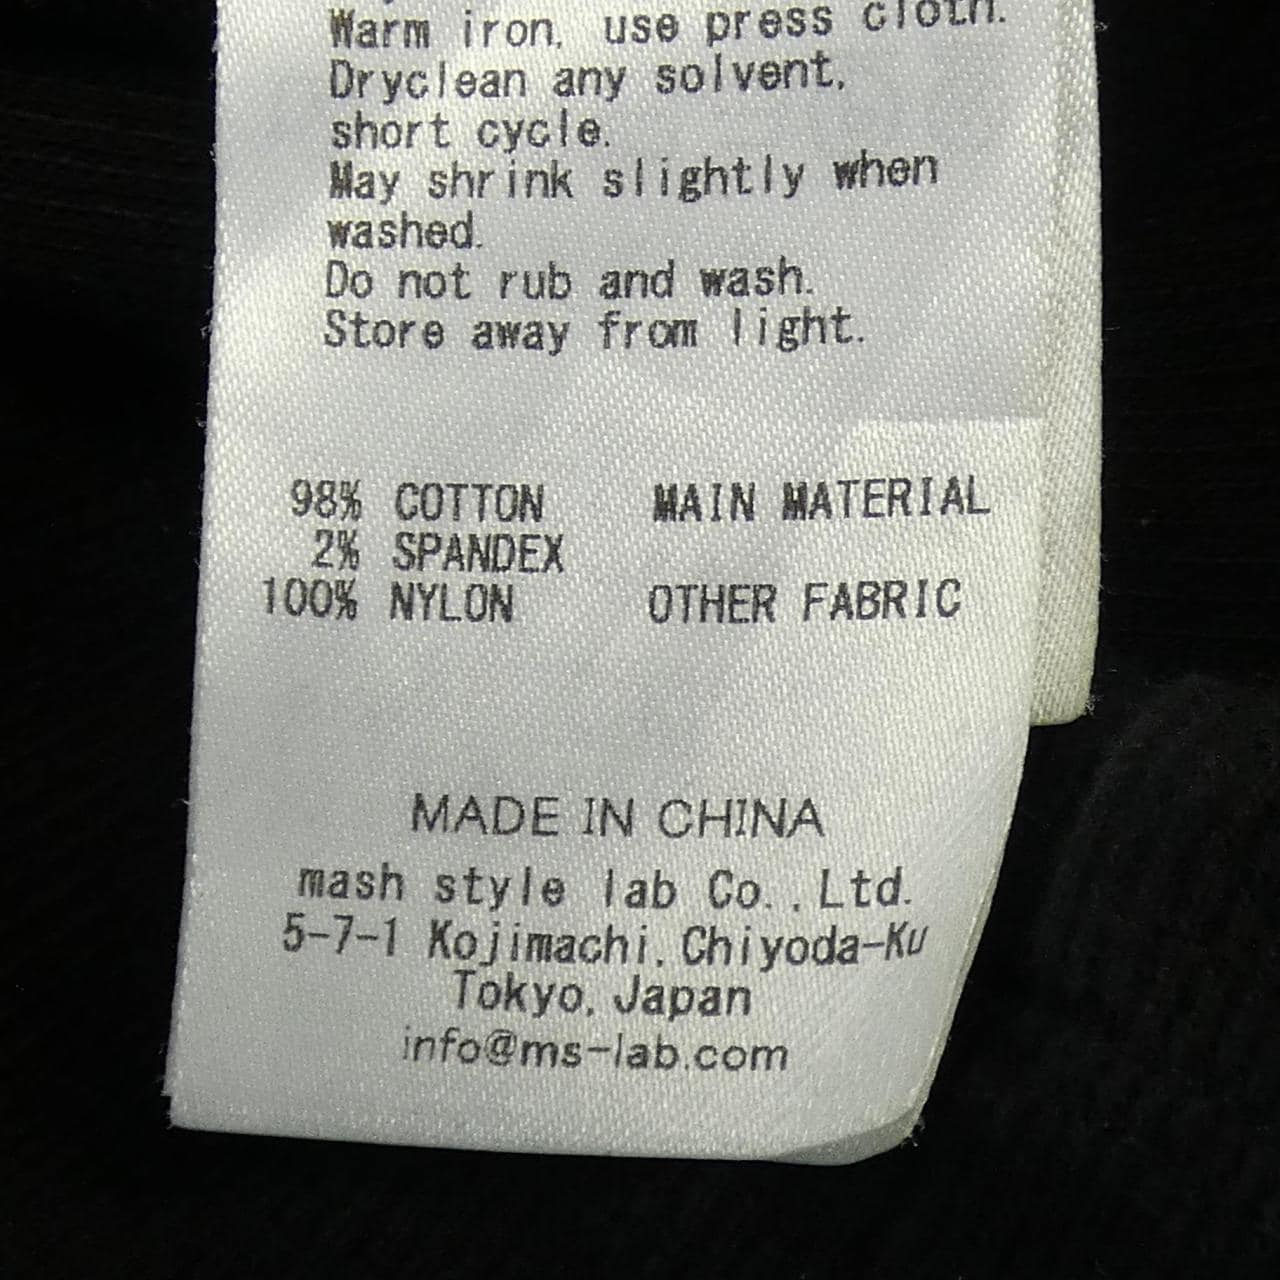 Warm iron, use press cloth.
Dryclean any solvent,
short cycle.
May shrink slightly when
washed.
Do not rub and wash.
Store away from light.
98% COTTON MAIN MATERIAL
2% SPANDEX
100% NYLON OTHER FABRIC
MADE IN CHINA
mash style lab Co.,Ltd.
5-7-1 Kojimachi,Chiyoda-Ku
Tokyo,Japan
info@ms-lab.com